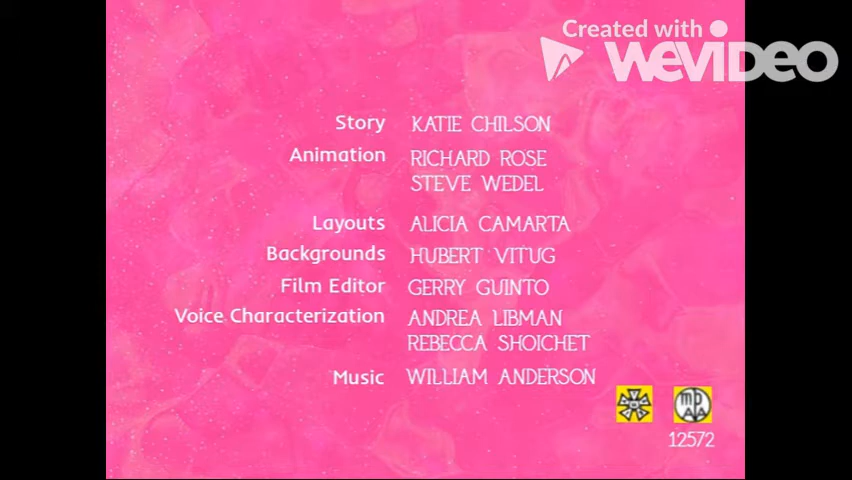 Created with
WEVIDEO
Story KATIE CHILSON
Animation RICHARD ROSE
STEVE WEDEL
Layouts ALICIA CAMARTA
Backgrounds HUBERT VITUG
Film Editor GERRY GUINTO
Voice Characterization ANDREA LIBMAN
REBECCA SHOICHET
Music WILLIAM ANDERSON
12572